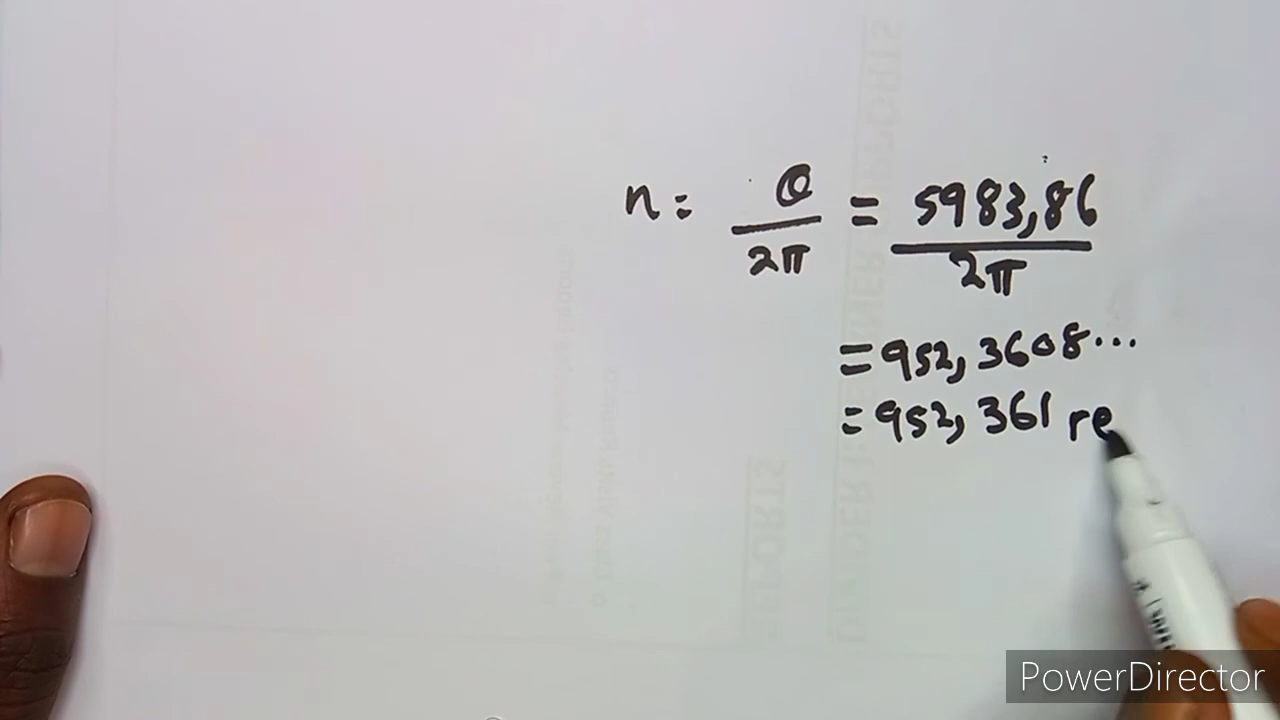 n = θ/2π = 5983,86/2π
= 952,3608...
= 952,361 re
PowerDirector